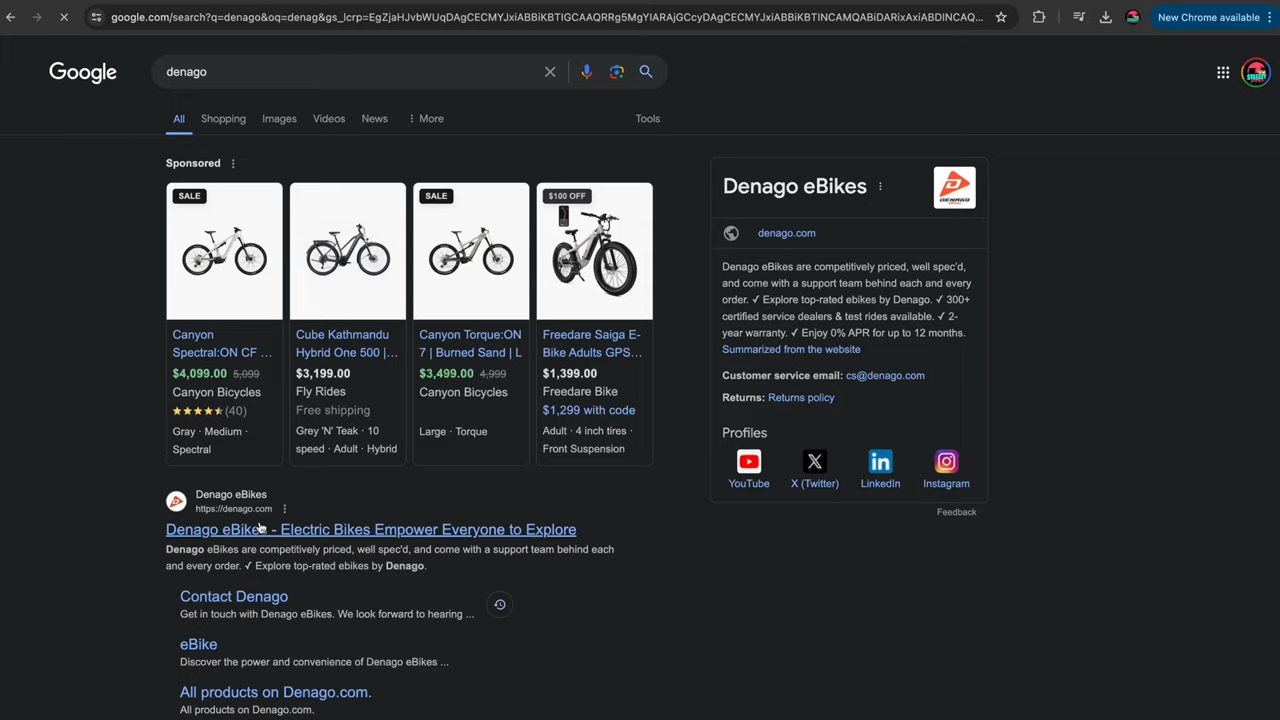 google.com/search?q=denago&oq=denag&gs_lcrp=EgZjaHJvbWUqDAgCECMYJxiABBiKBTIGCAAQRRg5MgYIARAjGCcyDAgCECMYJxiABBiKBTINCAMQABiDARixAxiABDINCAQ...
New Chrome available
Google
denago
All
Shopping
Images
Videos
News
More
Tools
Sponsored
SALE
SALE
$100 OFF
Canyon
Spectral:ON CF ...
$4,099.00 5,099
Canyon Bicycles
(40)
Gray · Medium ·
Spectral
Cube Kathmandu
Hybrid One 500 |...
$3,199.00
Fly Rides
Free shipping
Grey 'N' Teak · 10
speed · Adult · Hybrid
Canyon Torque:ON
7 | Burned Sand | L
$3,499.00 4,999
Canyon Bicycles
Large · Torque
Freedare Saiga E-
Bike Adults GPS...
$1,399.00
Freedare Bike
$1,299 with code
Adult · 4 inch tires ·
Front Suspension
Denago eBikes
https://denago.com
Denago eBikes - Electric Bikes Empower Everyone to Explore
Denago eBikes are competitively priced, well spec'd, and come with a support team behind each
and every order. ✓ Explore top-rated ebikes by Denago.
Contact Denago
Get in touch with Denago eBikes. We look forward to hearing ...
eBike
Discover the power and convenience of Denago eBikes ...
All products on Denago.com.
All products on Denago.com.
Denago eBikes
DENAGO
denago.com
Denago eBikes are competitively priced, well spec'd,
and come with a support team behind each and every
order. ✓ Explore top-rated ebikes by Denago. ✓ 300+
certified service dealers & test rides available. ✓ 2-
year warranty. ✓ Enjoy 0% APR for up to 12 months.
Summarized from the website
Customer service email: cs@denago.com
Returns: Returns policy
Profiles
YouTube
X (Twitter)
LinkedIn
Instagram
Feedback